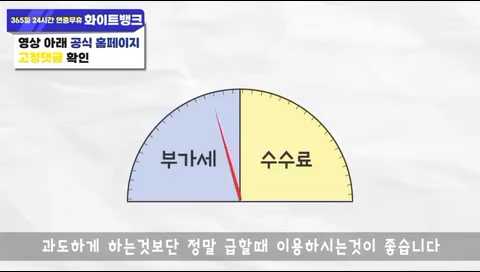 365일 24시간 연중무휴 화이트뱅크
영상 아래 공식 홈페이지
고정댓글 확인
부가세 수수료
과도하게 하는것보단 정말 급할때 이용하시는것이 좋습니다